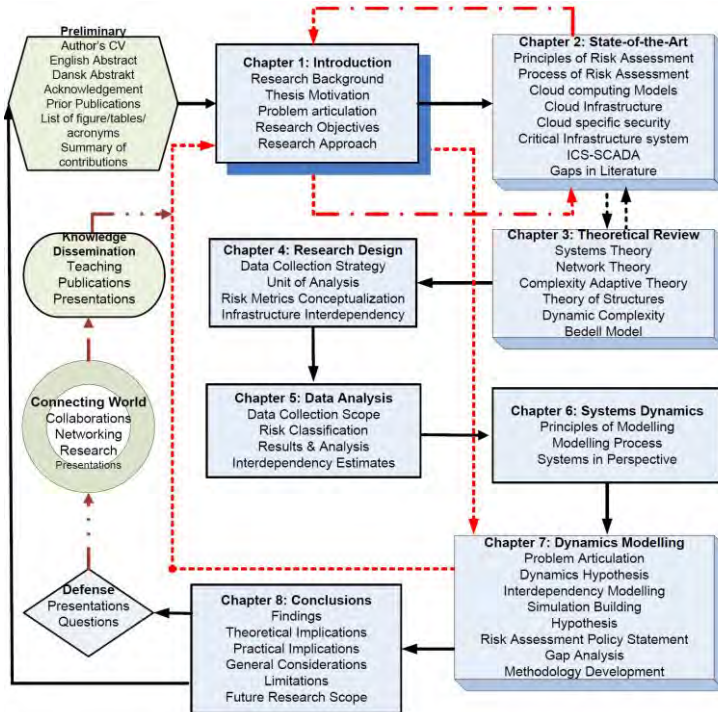 Preliminary
Author's CV
English Abstract
Dansk Abstrakt
Acknowledgement
Prior Publications
List of figure/tables/
acronyms
Summary of
contributions
Chapter 1: Introduction
Research Background
Thesis Motivation
Problem articulation
Research Objectives
Research Approach
Chapter 2: State-of-the-Art
Principles of Risk Assessment
Process of Risk Assessment
Cloud computing Models
Cloud Infrastructure
Cloud specific security
Critical Infrastructure system
ICS-SCADA
Gaps in Literature
Chapter 3: Theoretical Review
Systems Theory
Network Theory
Complexity Adaptive Theory
Theory of Structures
Dynamic Complexity
Bedell Model
Chapter 4: Research Design
Data Collection Strategy
Unit of Analysis
Risk Metrics Conceptualization
Infrastructure Interdependency
Chapter 5: Data Analysis
Data Collection Scope
Risk Classification
Results & Analysis
Interdependency Estimates
Chapter 6: Systems Dynamics
Principles of Modelling
Modelling Process
Systems in Perspective
Chapter 7: Dynamics Modelling
Problem Articulation
Dynamics Hypothesis
Interdependency Modelling
Simulation Building
Hypothesis
Risk Assessment Policy Statement
Gap Analysis
Methodology Development
Chapter 8: Conclusions
Findings
Theoretical Implications
Practical Implications
General Considerations
Limitations
Future Research Scope
Defense
Presentations
Questions
Connecting World
Collaborations
Networking
Research
Presentations
Knowledge
Dissemination
Teaching
Publications
Presentations